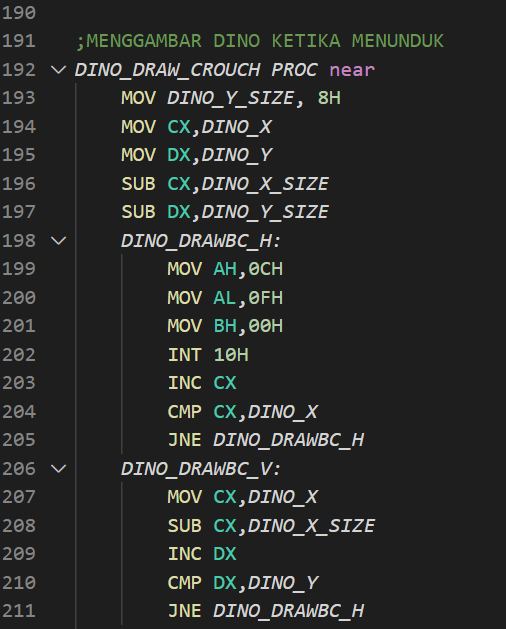 190
191 ;MENGGAMBAR DINO KETIKA MENUNDUK
192 DINO_DRAW_CROUCH PROC near
193 MOV DINO_Y_SIZE, 8H
194 MOV CX,DINO_X
195 MOV DX,DINO_Y
196 SUB CX,DINO_X_SIZE
197 SUB DX,DINO_Y_SIZE
198 DINO_DRAWBC_H:
199 MOV AH,0CH
200 MOV AL,0FH
201 MOV BH,00H
202 INT 10H
203 INC CX
204 CMP CX,DINO_X
205 JNE DINO_DRAWBC_H
206 DINO_DRAWBC_V:
207 MOV CX,DINO_X
208 SUB CX,DINO_X_SIZE
209 INC DX
210 CMP DX,DINO_Y
211 JNE DINO_DRAWBC_H